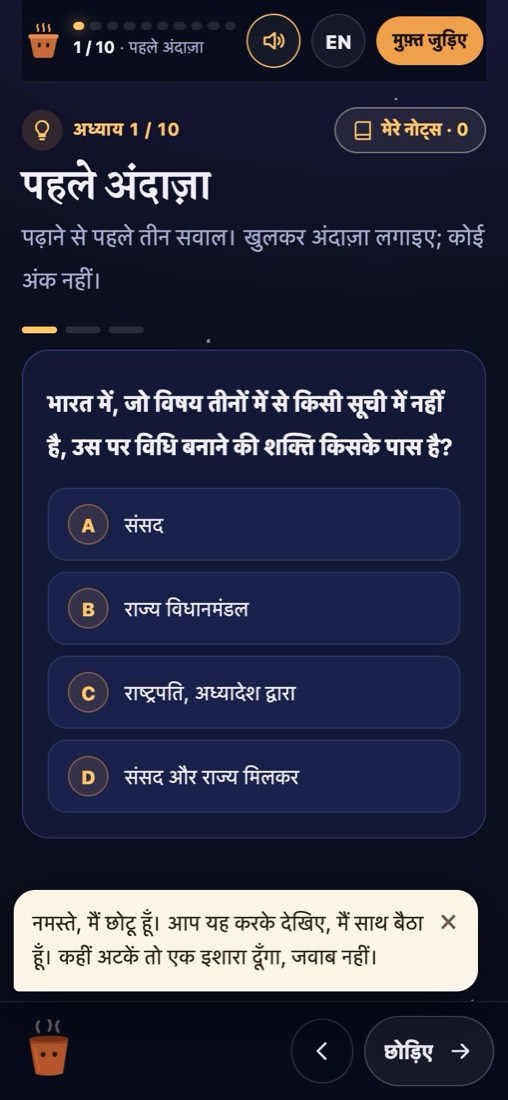 1 / 10 · पहले अंदाज़ा
EN
मुफ़्त जुड़िए
अध्याय 1 / 10
मेरे नोट्स · 0
पहले अंदाज़ा
पढ़ाने से पहले तीन सवाल। खुलकर अंदाज़ा लगाइए; कोई
अंक नहीं।
भारत में, जो विषय तीनों में से किसी सूची में नहीं
है, उस पर विधि बनाने की शक्ति किसके पास है?
A संसद
B राज्य विधानमंडल
C राष्ट्रपति, अध्यादेश द्वारा
D संसद और राज्य मिलकर
नमस्ते, मैं छोटू हूँ। आप यह करके देखिए, मैं साथ बैठा
हूँ। कहीं अटकें तो एक इशारा दूँगा, जवाब नहीं।
छोड़िए